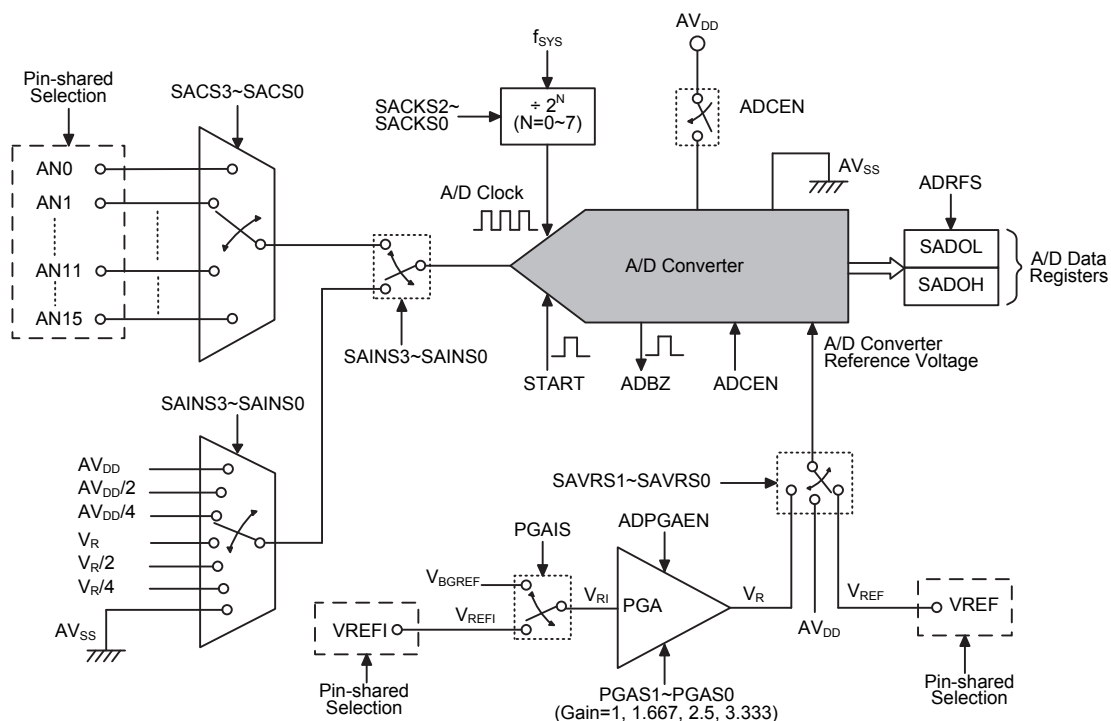 AV_DD
f_SYS
Pin-shared
Selection
SACS3~SACS0
SACKS2~
SACKS0
÷ 2^N
(N=0~7)
ADCEN
AN0
AN1
AN11
AN15
A/D Clock
AV_SS
ADRFS
A/D Converter
SADOL
SADOH
A/D Data
Registers
SAINS3~SAINS0
START
ADBZ
ADCEN
A/D Converter
Reference Voltage
SAINS3~SAINS0
AV_DD
AV_DD/2
AV_DD/4
V_R
V_R/2
V_R/4
AV_SS
SAVRS1~SAVRS0
PGAIS
ADPGAEN
V_BGREF
V_REFI
V_RI
PGA
V_R
AV_DD
V_REF
VREF
VREFI
Pin-shared
Selection
PGAS1~PGAS0
(Gain=1, 1.667, 2.5, 3.333)
Pin-shared
Selection